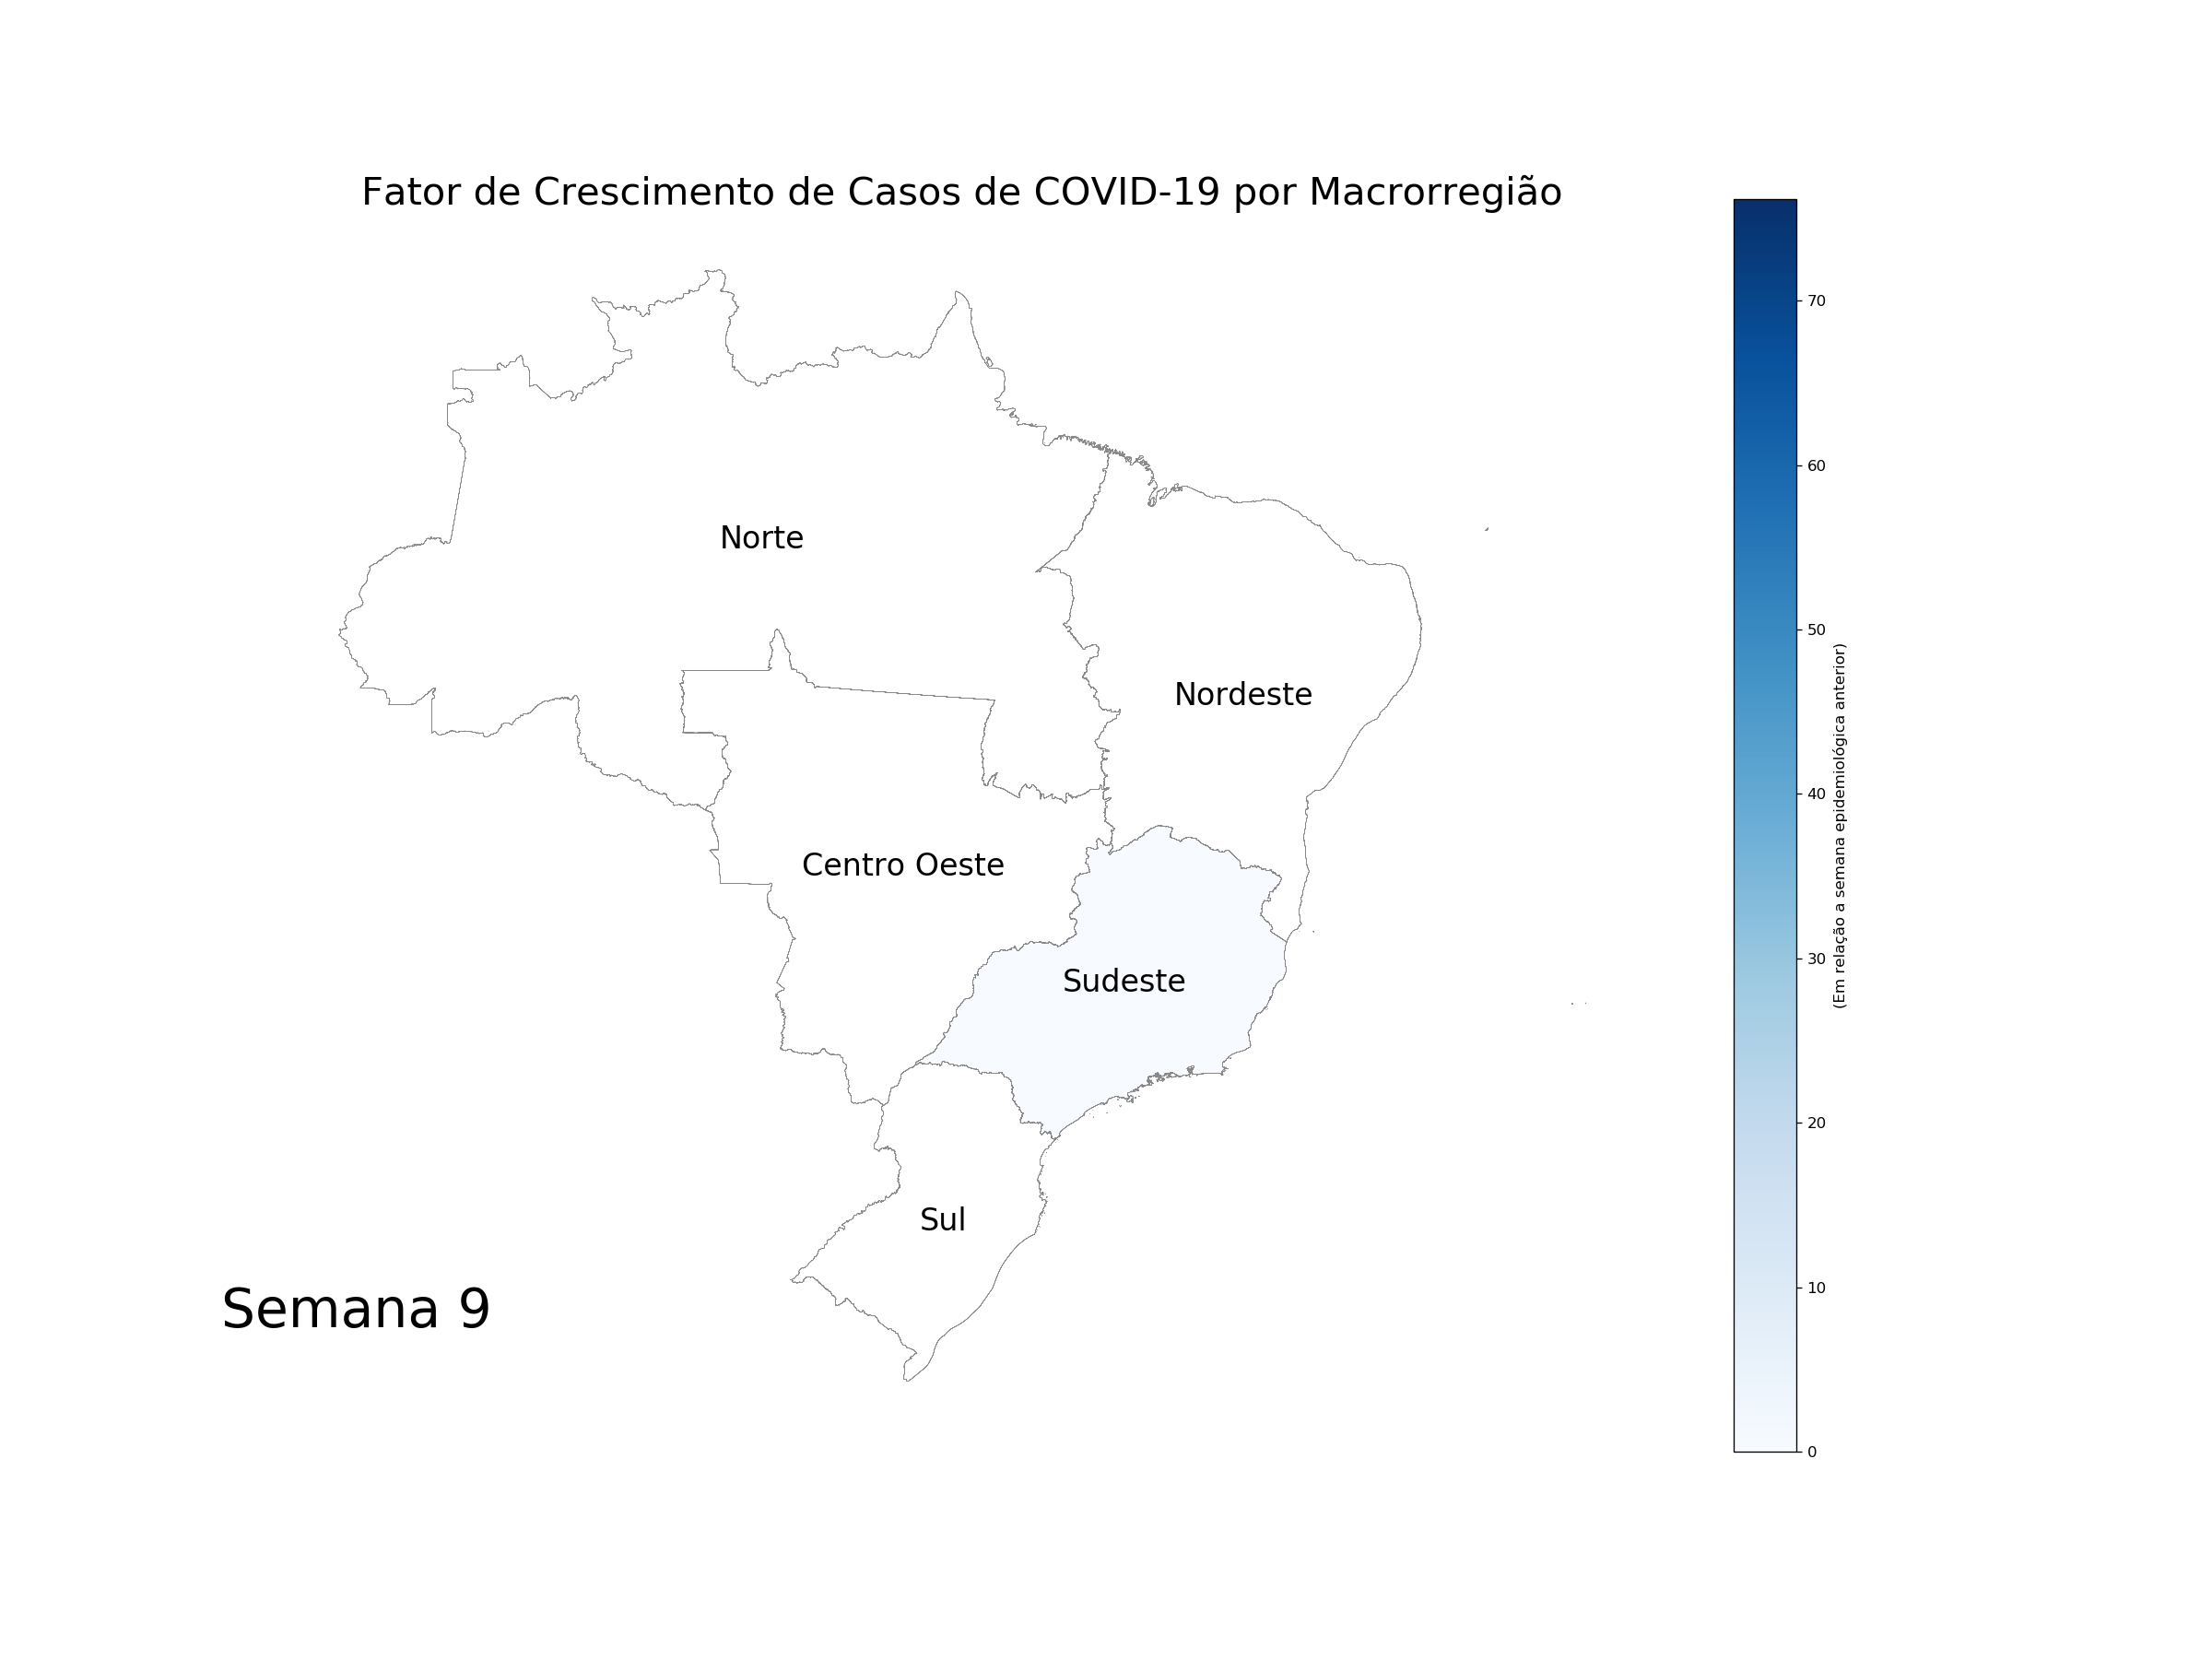 Fator de Crescimento de Casos de COVID-19 por Macrorregião
Norte
Nordeste
Centro Oeste
Sudeste
Sul
Semana 9
70
60
50
40
30
20
10
0
(Em relação a semana epidemiológica anterior)